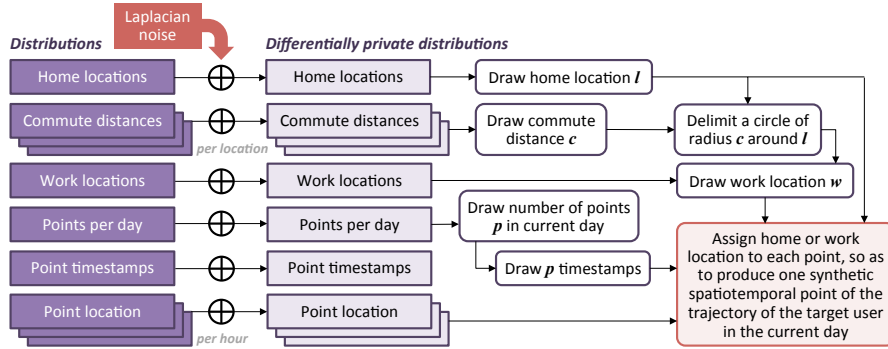 Laplacian
noise
Distributions
Differentially private distributions
Home locations
Home locations
Draw home location l
Commute distances
per location
Commute distances
Draw commute
distance c
Delimit a circle of
radius c around l
Work locations
Work locations
Draw work location w
Points per day
Points per day
Draw number of points
p in current day
Point timestamps
Point timestamps
Draw p timestamps
Point location
per hour
Point location
Assign home or work
location to each point, so as
to produce one synthetic
spatiotemporal point of the
trajectory of the target user
in the current day